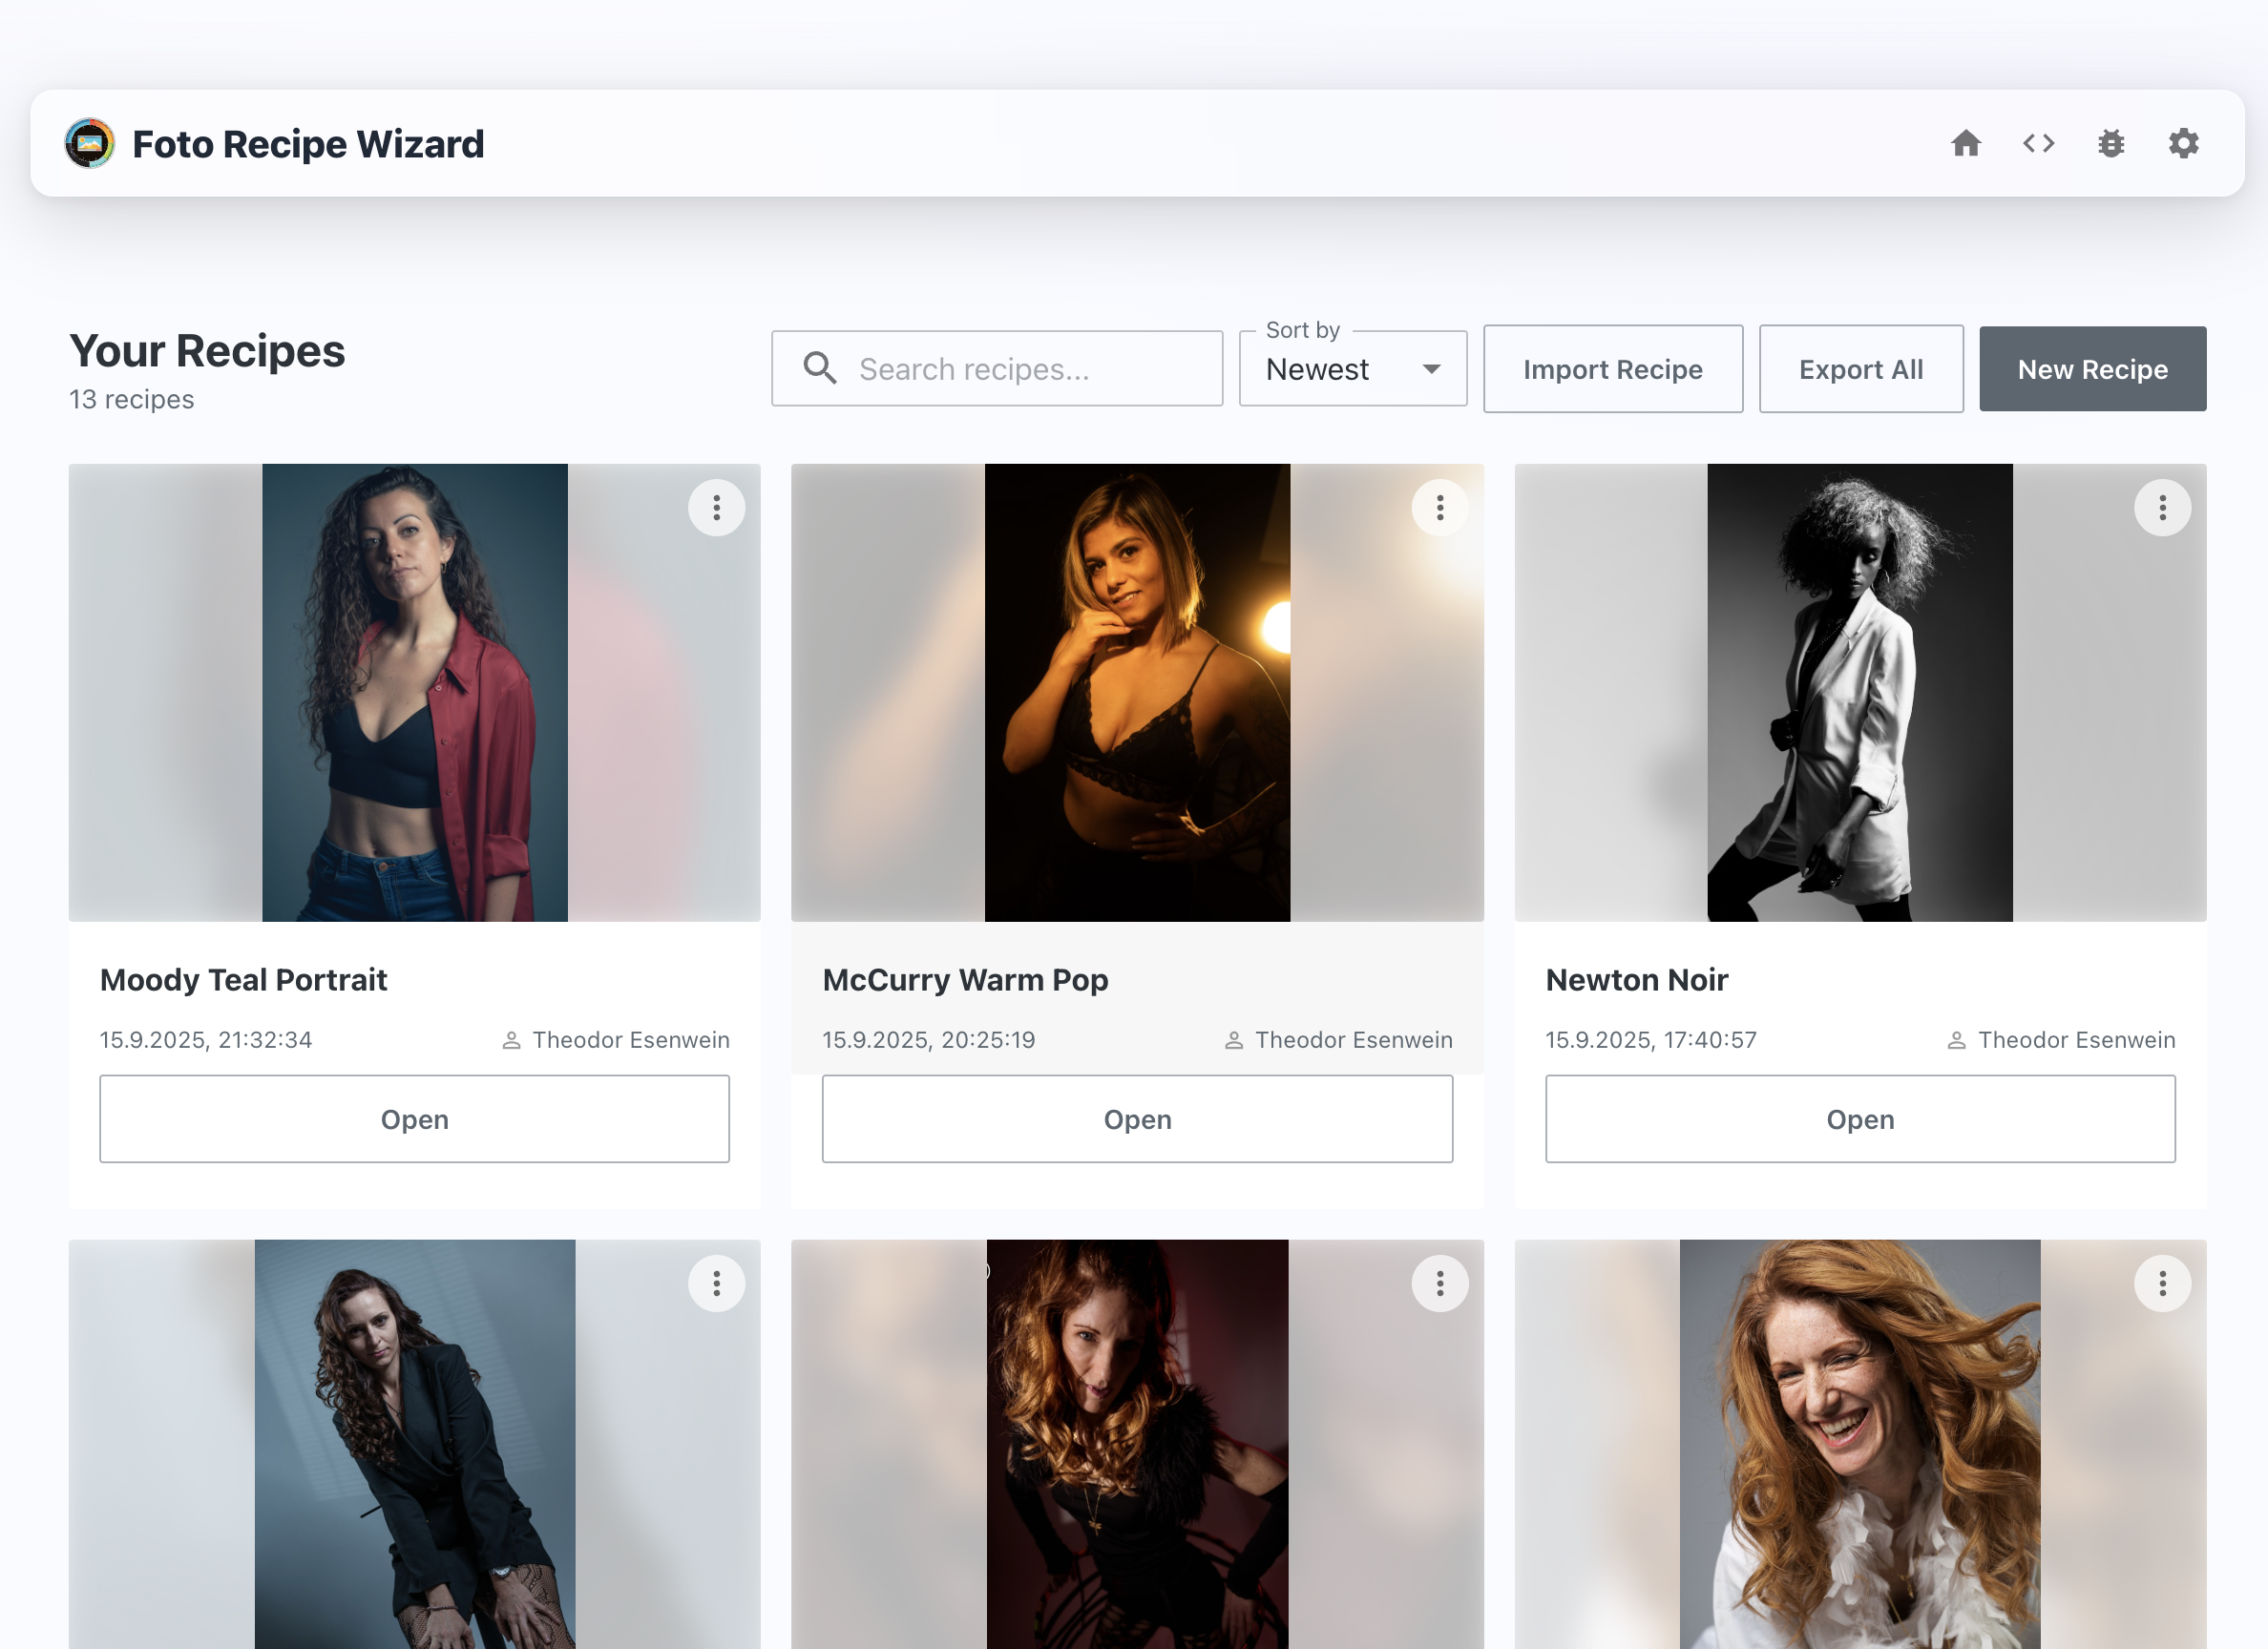 Foto Recipe Wizard
Your Recipes
13 recipes
Search recipes...
Sort by
Newest
Import Recipe
Export All
New Recipe
Moody Teal Portrait
15.9.2025, 21:32:34
Theodor Esenwein
Open
McCurry Warm Pop
15.9.2025, 20:25:19
Theodor Esenwein
Open
Newton Noir
15.9.2025, 17:40:57
Theodor Esenwein
Open